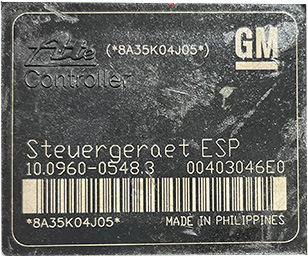 Ate (*8A35K04J05*) GM
Controller
Steuergeraet ESP
10.0960-0548.3 00403046E0
*8A35K04J05* MADE IN PHILIPPINES